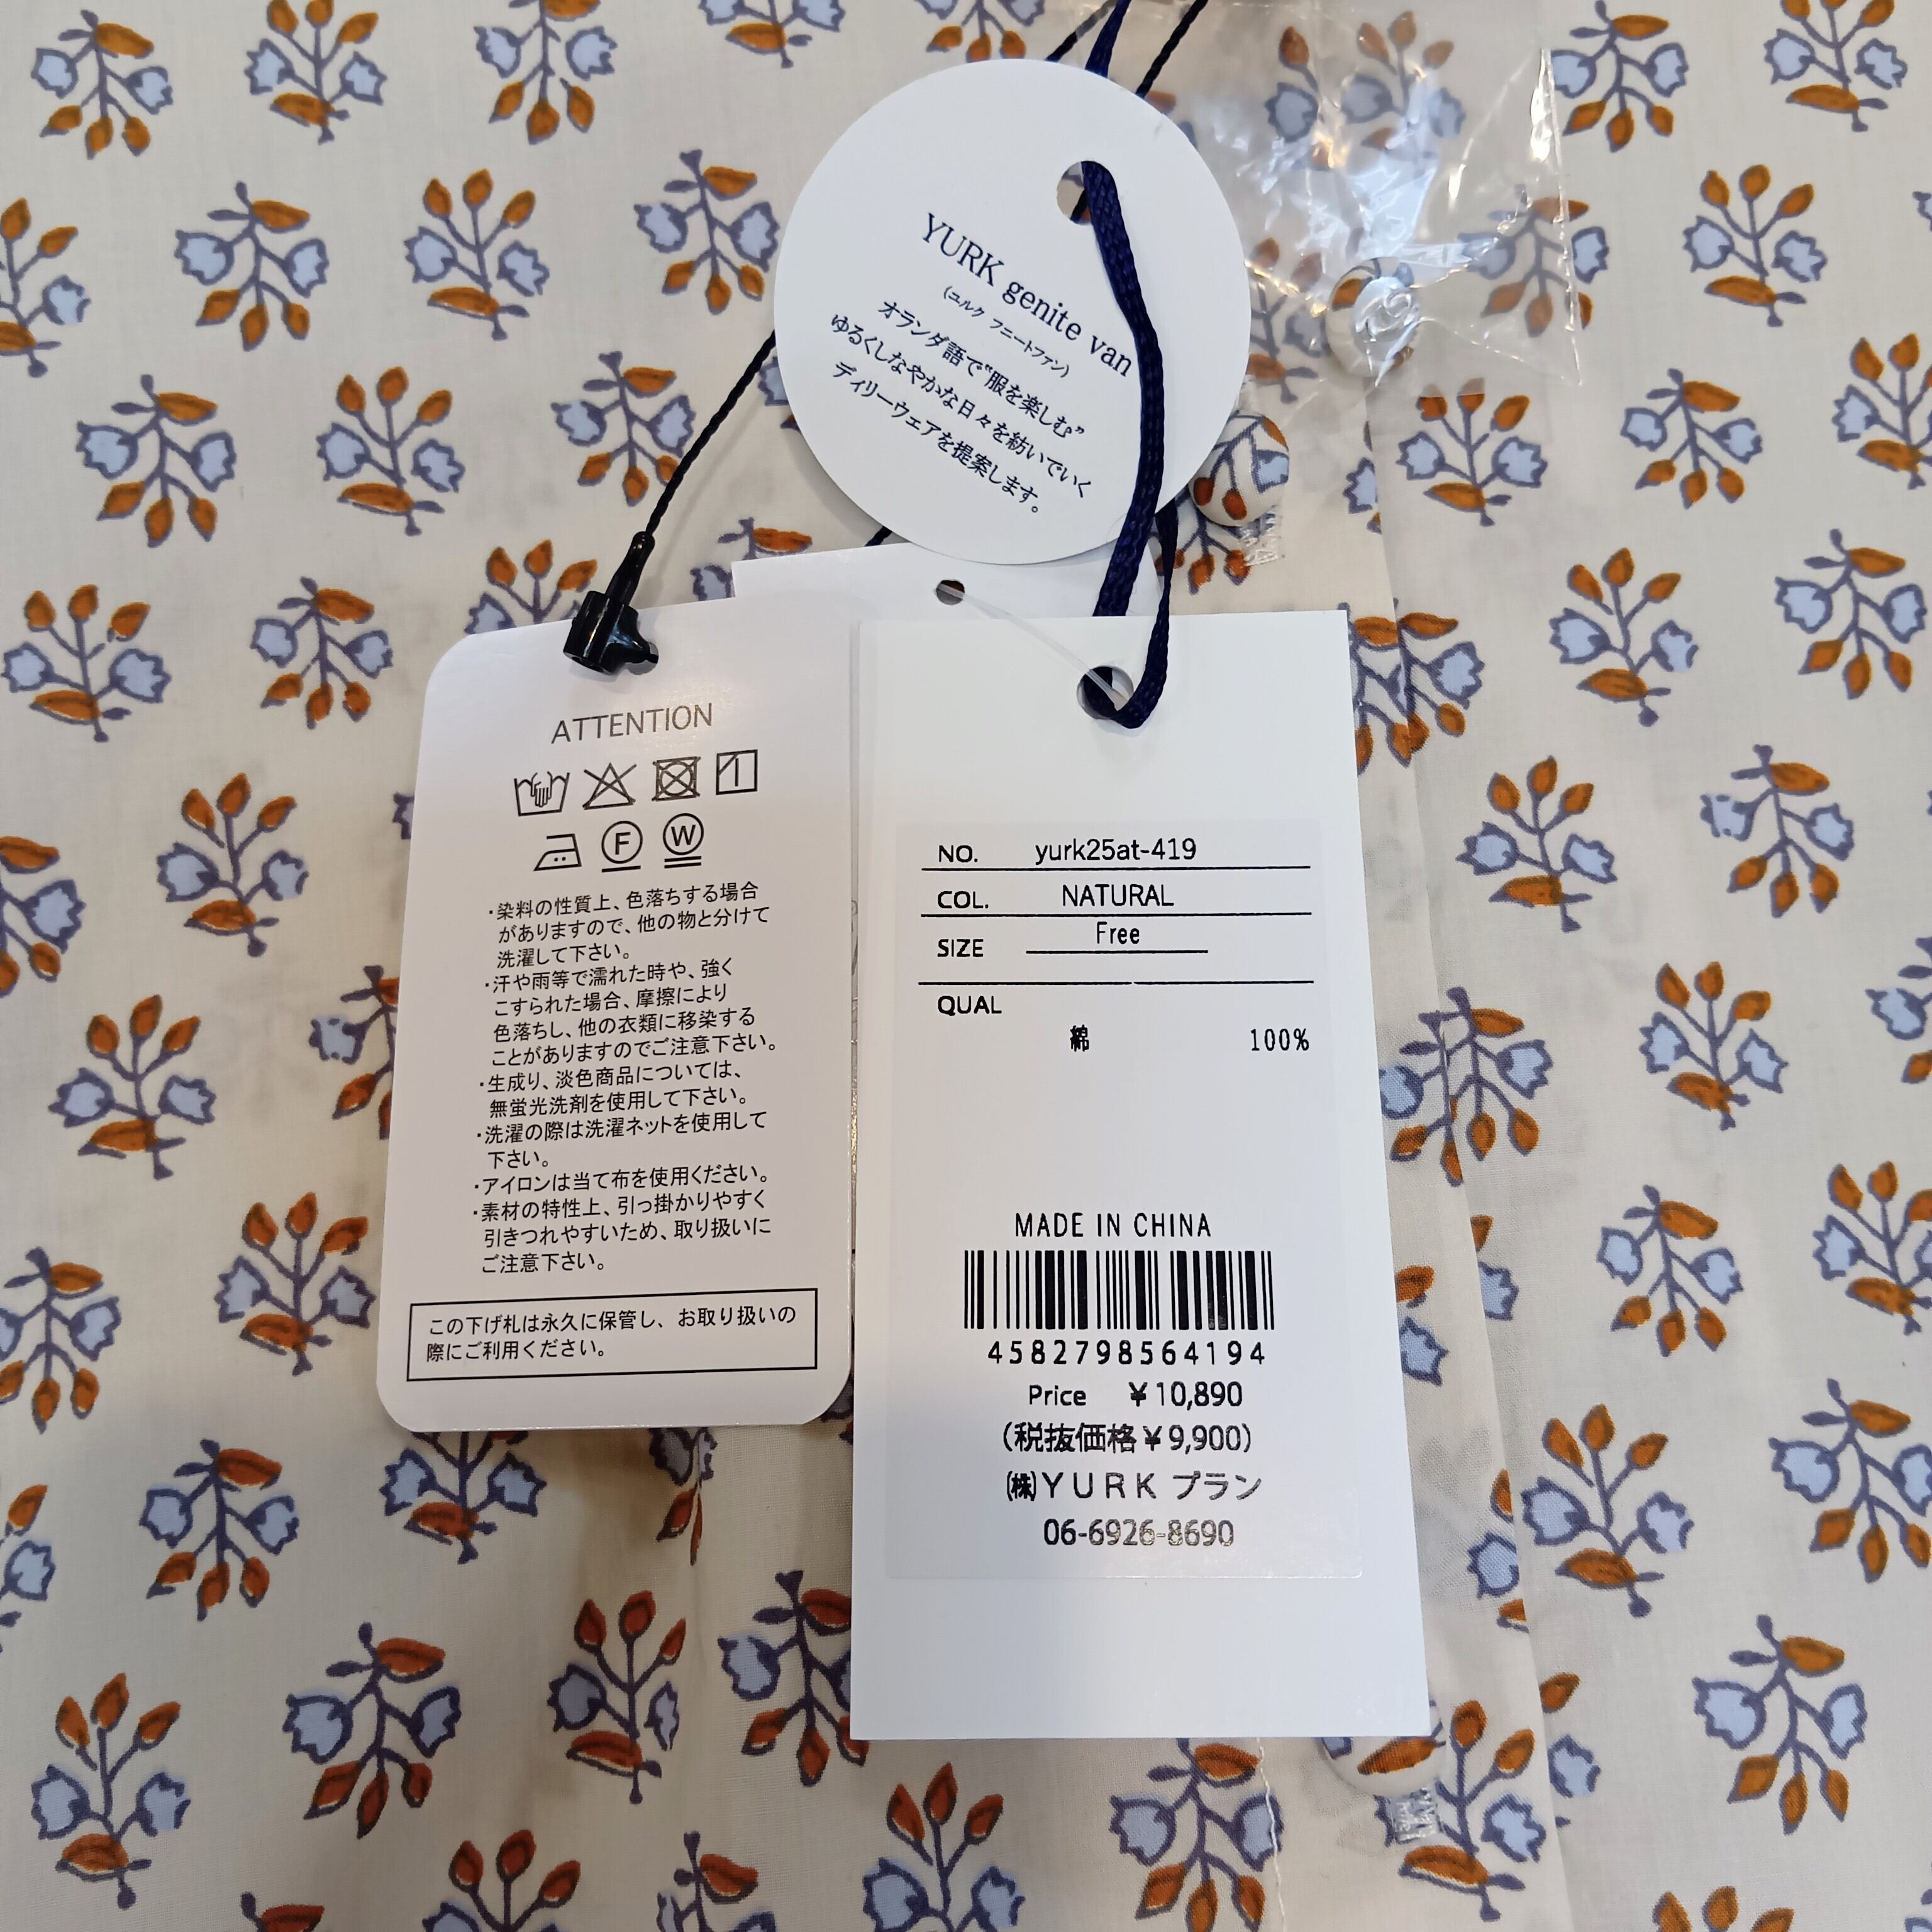 YURK genite van
(ユルク フニートファン)
オランダ語で"服を楽しむ"
ゆるくしなやかな日々を紡いでいく
ディリーウェアを提案します。
ATTENTION
F W
・染料の性質上、色落ちする場合
がありますので、他の物と分けて
洗濯して下さい。
・汗や雨等で濡れた時や、強く
こすられた場合、摩擦により
色落ちし、他の衣類に移染する
ことがありますのでご注意下さい。
・生成り、淡色商品については、
無蛍光洗剤を使用して下さい。
・洗濯の際は洗濯ネットを使用して
下さい。
・アイロンは当て布を使用ください。
・素材の特性上、引っ掛かりやすく
引きつれやすいため、取り扱いに
ご注意下さい。
この下げ札は永久に保管し、お取り扱いの
際にご利用ください。
NO. yurk25at-419
COL. NATURAL
SIZE Free
QUAL
綿 100%
MADE IN CHINA
4582798564194
Price ¥10,890
(税抜価格¥9,900)
㈱YURK プラン
06-6926-8690